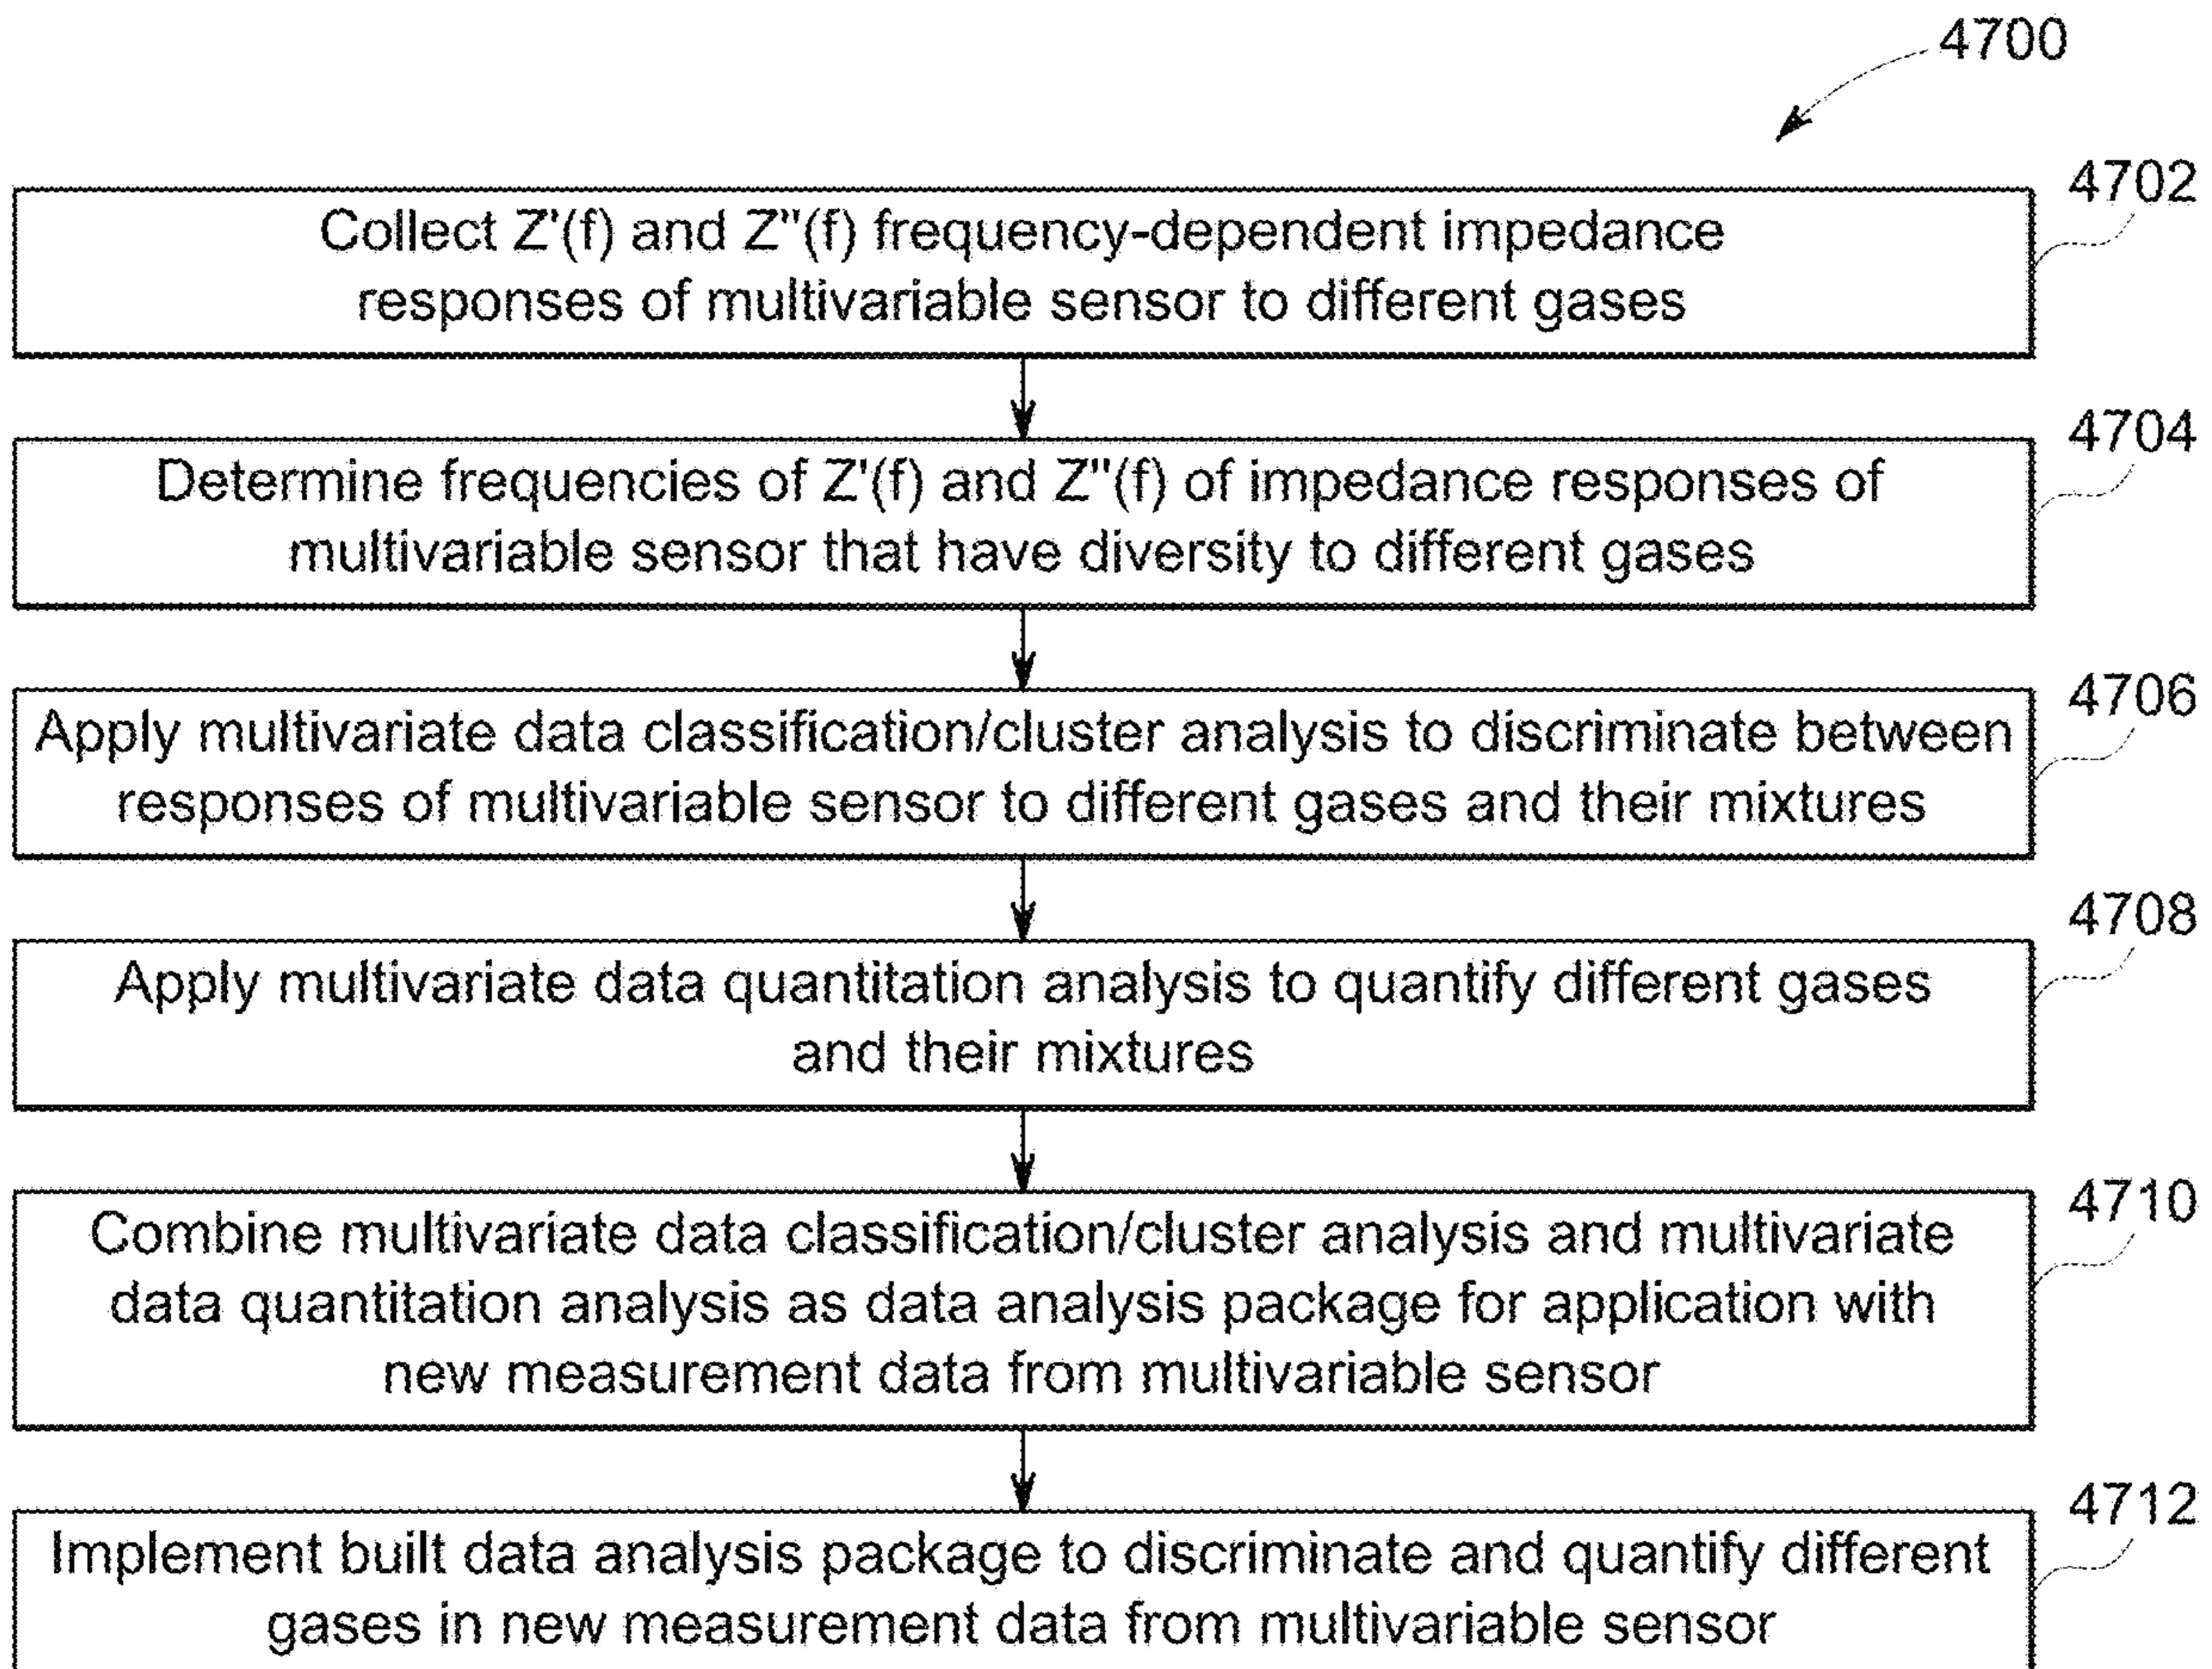 4700
4702
Collect Z'(f) and Z"(f) frequency-dependent impedance
responses of multivariable sensor to different gases
4704
Determine frequencies of Z'(f) and Z"(f) of impedance responses of
multivariable sensor that have diversity to different gases
4706
Apply multivariate data classification/cluster analysis to discriminate between
responses of multivariable sensor to different gases and their mixtures
4708
Apply multivariate data quantitation analysis to quantify different gases
and their mixtures
4710
Combine multivariate data classification/cluster analysis and multivariate
data quantitation analysis as data analysis package for application with
new measurement data from multivariable sensor
4712
Implement built data analysis package to discriminate and quantify different
gases in new measurement data from multivariable sensor